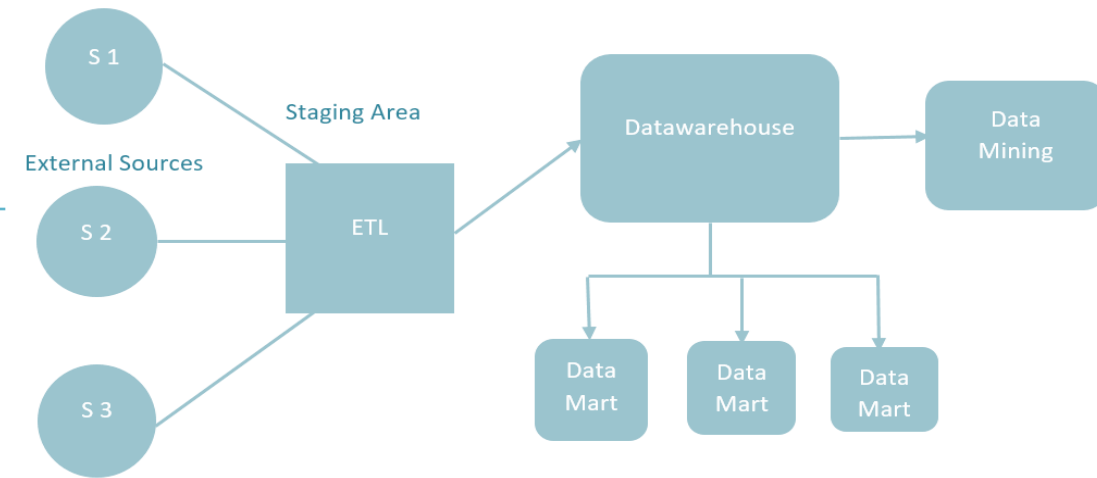 S 1
Staging Area
External Sources
S 2
ETL
S 3
Datawarehouse
Data
Mining
Data
Mart
Data
Mart
Data
Mart